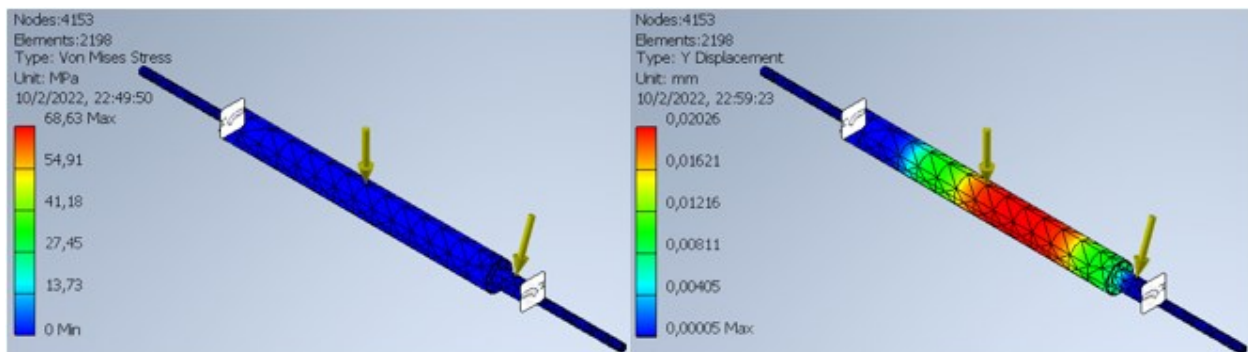 Nodes:4153
Elements:2198
Type: Von Mises Stress
Unit: MPa
10/2/2022, 22:49:50
68,63 Max
54,91
41,18
27,45
13,73
0 Min
Nodes:4153
Elements:2198
Type: Y Displacement
Unit: mm
10/2/2022, 22:59:23
0,02026
0,01621
0,01216
0,00811
0,00405
0,00005 Max